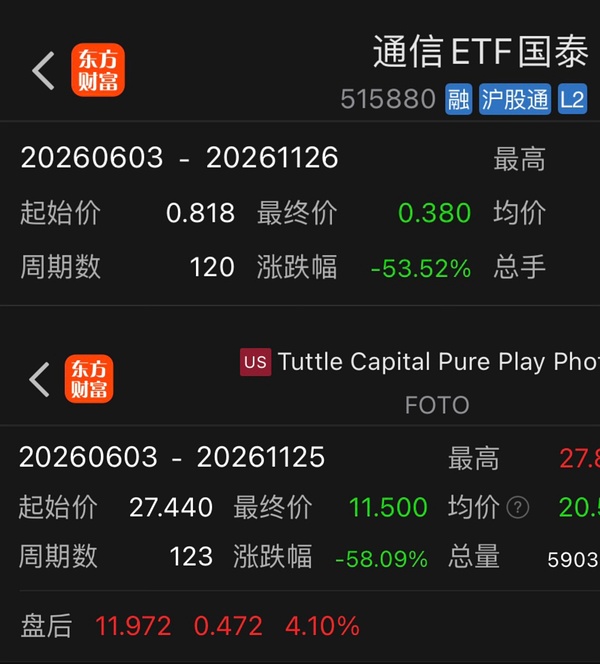 东方财富
通信ETF国泰
515880 融 沪股通 L2
20260603 - 20261126 最高
起始价 0.818 最终价 0.380 均价
周期数 120 涨跌幅 -53.52% 总手
东方财富
US Tuttle Capital Pure Play Pho
FOTO
20260603 - 20261125 最高 27.8
起始价 27.440 最终价 11.500 均价 ? 20.5
周期数 123 涨跌幅 -58.09% 总量 5903
盘后 11.972 0.472 4.10%